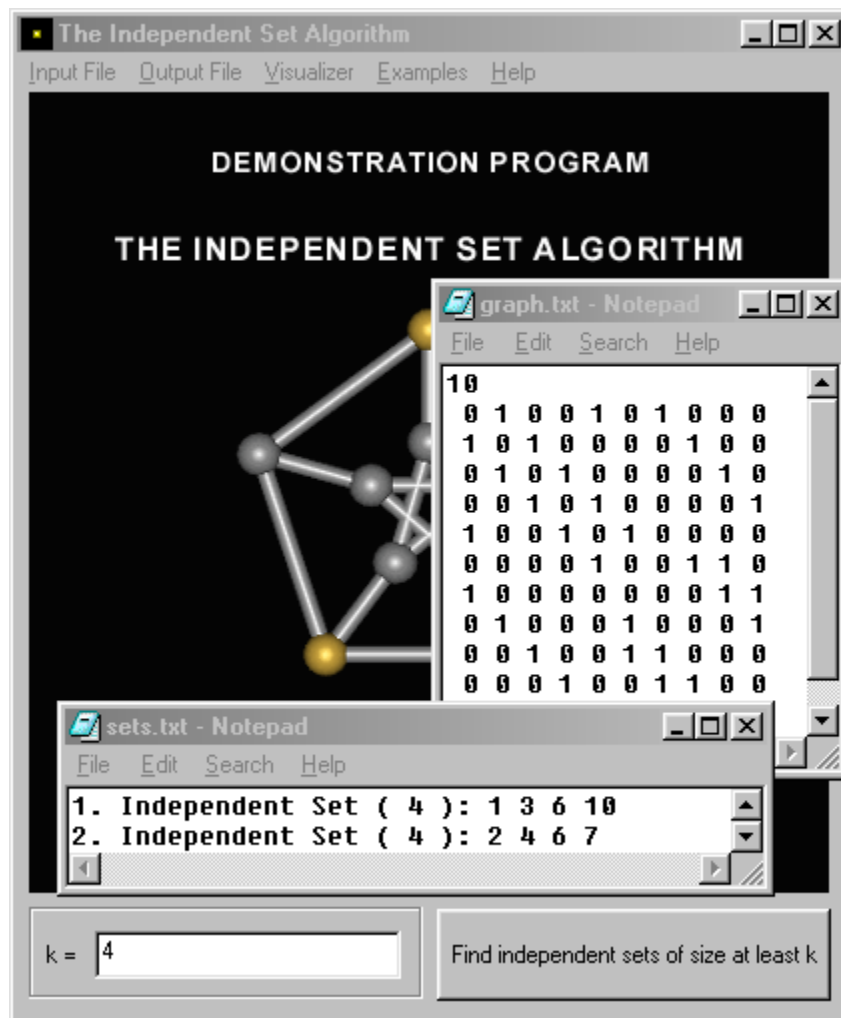 The Independent Set Algorithm
Input File Output File Visualizer Examples Help
DEMONSTRATION PROGRAM
THE INDEPENDENT SET ALGORITHM
graph.txt - Notepad
File Edit Search Help
10
0 1 0 0 1 0 1 0 0 0
1 0 1 0 0 0 0 1 0 0
0 1 0 1 0 0 0 0 1 0
0 0 1 0 1 0 0 0 0 1
1 0 0 1 0 1 0 0 0 0
0 0 0 0 1 0 0 1 1 0
1 0 0 0 0 0 0 0 1 1
0 1 0 0 0 1 0 0 0 1
0 0 1 0 0 1 1 0 0 0
0 0 0 1 0 0 1 1 0 0
sets.txt - Notepad
File Edit Search Help
1. Independent Set ( 4 ): 1 3 6 10
2. Independent Set ( 4 ): 2 4 6 7
k = 4
Find independent sets of size at least k